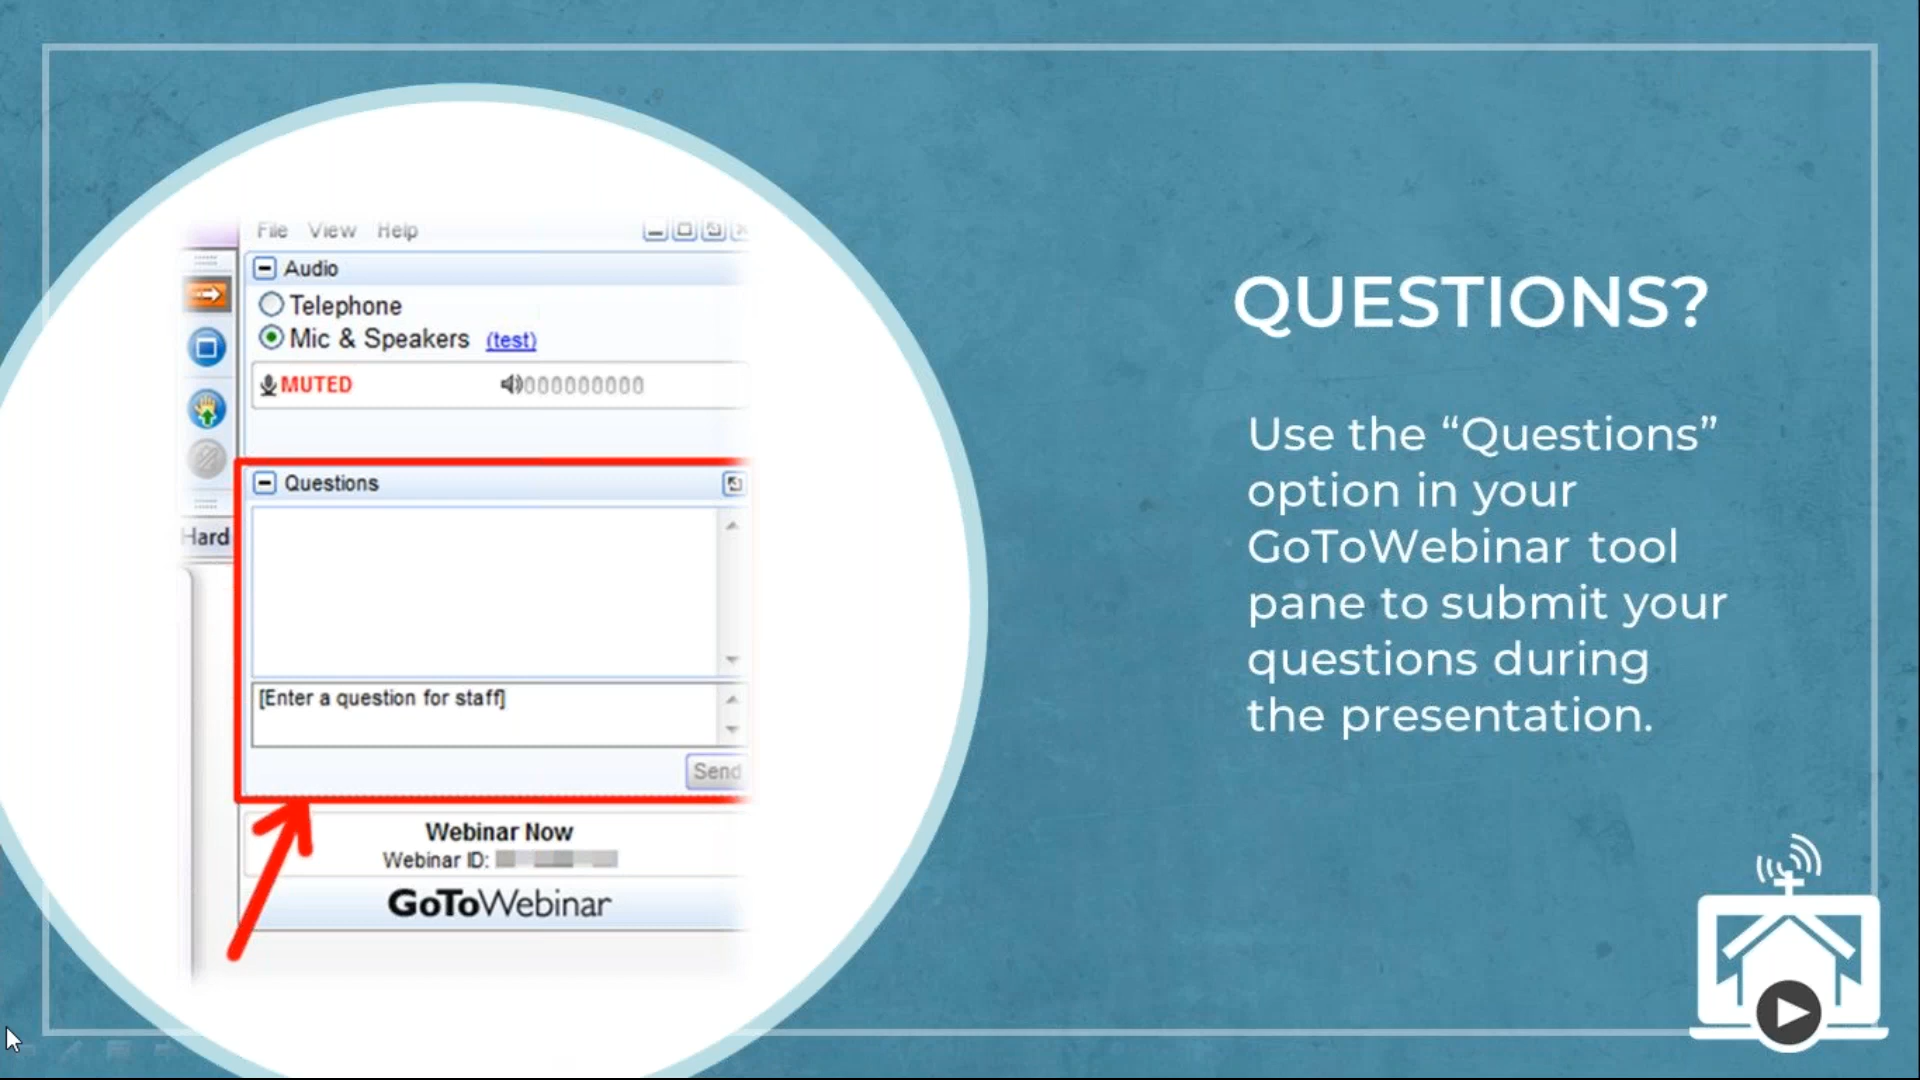 File View Help
Audio
Telephone
Mic & Speakers (test)
MUTED 000000000
Hard
Questions
[Enter a question for staff]
Send
Webinar Now
Webinar ID:
GoToWebinar
QUESTIONS?
Use the “Questions”
option in your
GoToWebinar tool
pane to submit your
questions during
the presentation.